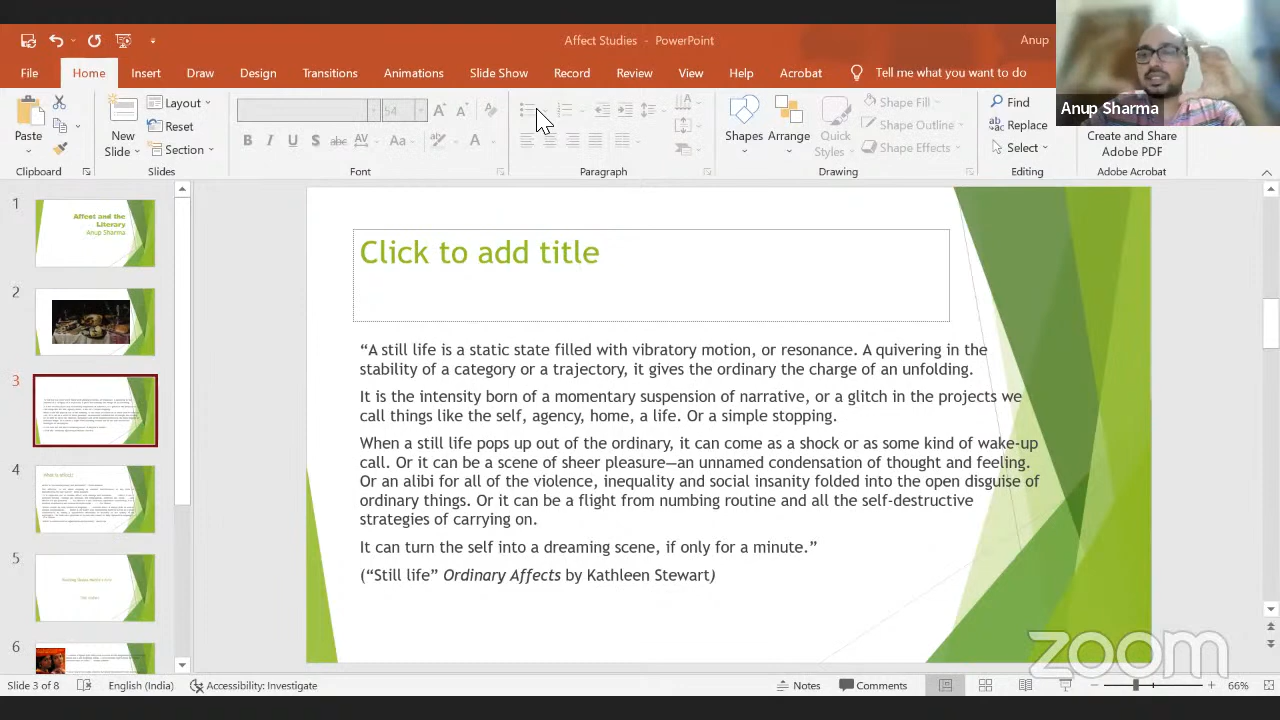 Affect Studies - PowerPoint
Anup
File Home Insert Draw Design Transitions Animations Slide Show Record Review View Help Acrobat Tell me what you want to do
Anup Sharma
Paste
New
Slide
Layout
Reset
Section
54
B I U S abc AV Aa A
Shapes
Arrange
Quick
Styles
Shape Fill
Shape Outline
Shape Effects
Find
Replace
Select
Create and Share
Adobe PDF
Clipboard Slides Font Paragraph Drawing Editing Adobe Acrobat
1
Affect and the
Literary
Anup Sharma
2
3
4
What is affect?
5
6
Click to add title
“A still life is a static state filled with vibratory motion, or resonance. A quivering in the
stability of a category or a trajectory, it gives the ordinary the charge of an unfolding.
It is the intensity born of a momentary suspension of narrative, or a glitch in the projects we
call things like the self, agency, home, a life. Or a simple stopping.
When a still life pops up out of the ordinary, it can come as a shock or as some kind of wake-up
call. Or it can be a scene of sheer pleasure—an unnamed condensation of thought and feeling.
Or an alibi for all of the violence, inequality and social insanity folded into the open disguise of
ordinary things. Or it can be a flight from numbing routine and all the self-destructive
strategies of carrying on.
It can turn the self into a dreaming scene, if only for a minute.”
(“Still life” Ordinary Affects by Kathleen Stewart)
zoom
Slide 3 of 8 English (India) Accessibility: Investigate Notes Comments 66%